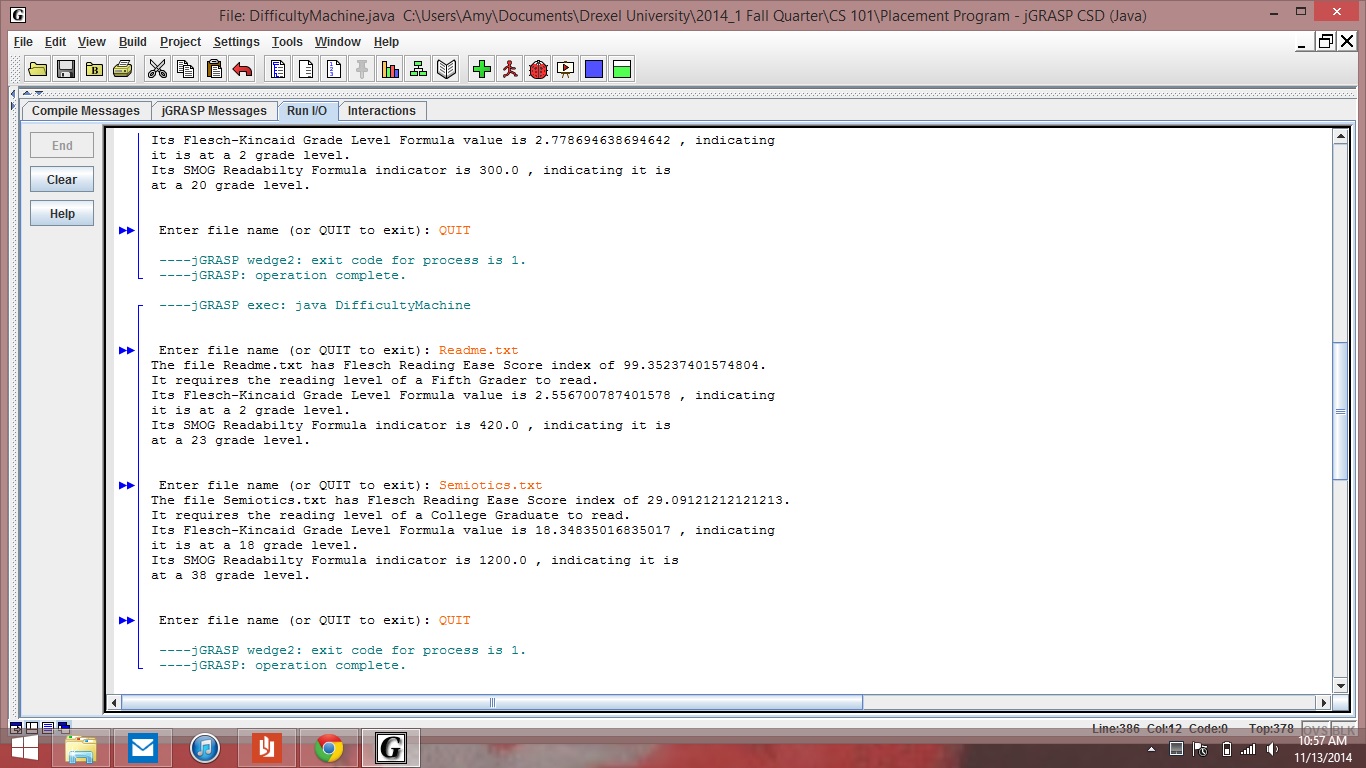 File: DifficultyMachine.java  C:\Users\Amy\Documents\Drexel University\2014_1 Fall Quarter\CS 101\Placement Program - jGRASP CSD (Java)
File Edit View Build Project Settings Tools Window Help
Compile Messages jGRASP Messages Run I/O Interactions
End
Clear
Help
Its Flesch-Kincaid Grade Level Formula value is 2.778694638694642 , indicating
it is at a 2 grade level.
Its SMOG Readabilty Formula indicator is 300.0 , indicating it is
at a 20 grade level.
Enter file name (or QUIT to exit): QUIT
----jGRASP wedge2: exit code for process is 1.
----jGRASP: operation complete.
----jGRASP exec: java DifficultyMachine
Enter file name (or QUIT to exit): Readme.txt
The file Readme.txt has Flesch Reading Ease Score index of 99.35237401574804.
It requires the reading level of a Fifth Grader to read.
Its Flesch-Kincaid Grade Level Formula value is 2.556700787401578 , indicating
it is at a 2 grade level.
Its SMOG Readabilty Formula indicator is 420.0 , indicating it is
at a 23 grade level.
Enter file name (or QUIT to exit): Semiotics.txt
The file Semiotics.txt has Flesch Reading Ease Score index of 29.09121212121213.
It requires the reading level of a College Graduate to read.
Its Flesch-Kincaid Grade Level Formula value is 18.34835016835017 , indicating
it is at a 18 grade level.
Its SMOG Readabilty Formula indicator is 1200.0 , indicating it is
at a 38 grade level.
Enter file name (or QUIT to exit): QUIT
----jGRASP wedge2: exit code for process is 1.
----jGRASP: operation complete.
Line:386 Col:12 Code:0 Top:378 OVS BLK
10:57 AM
11/13/2014